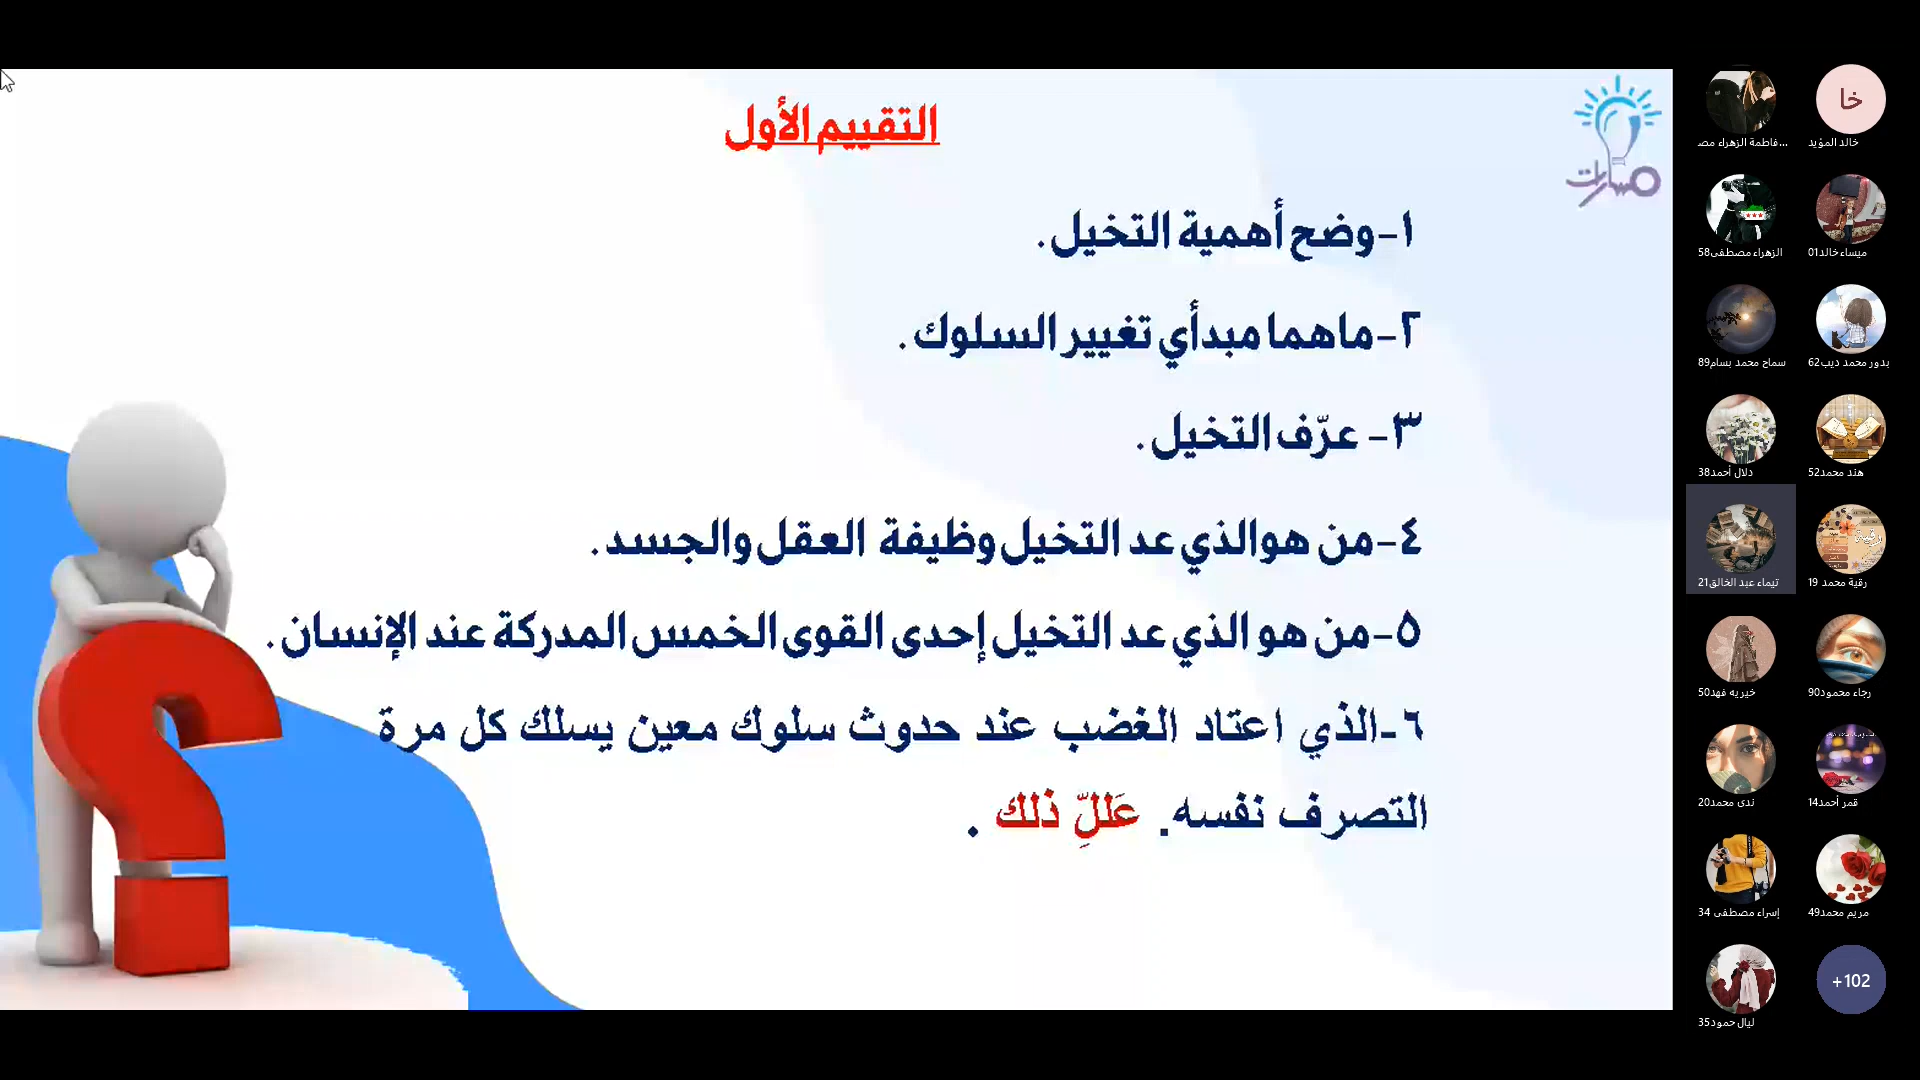 التقييم الأول
مسارات
١-وضح أهمية التخيل.
٢-ماهما مبدأي تغيير السلوك.
٣- عرّف التخيل.
٤-من هوالذي عد التخيل وظيفة العقل والجسد.
٥-من هو الذي عد التخيل إحدى القوى الخمس المدركة عند الإنسان.
٦-الذي اعتاد الغضب عند حدوث سلوك معين يسلك كل مرة
التصرف نفسه. عَللِّ ذلك .
خا
خالد المؤيد
فاطمة الزهراء مص...
ميساءخالد01
الزهراء مصطفى58
بدور محمد ديب62
سماح محمد بسام89
هند محمد52
دلال أحمد38
رقية محمد 19
تيماء عبد الخالق21
رجاء محمود90
خيريه فهد50
قمر أحمد14
ندى محمد20
مريم محمد49
إسراء مصطفى 34
+102
ليال حمود35